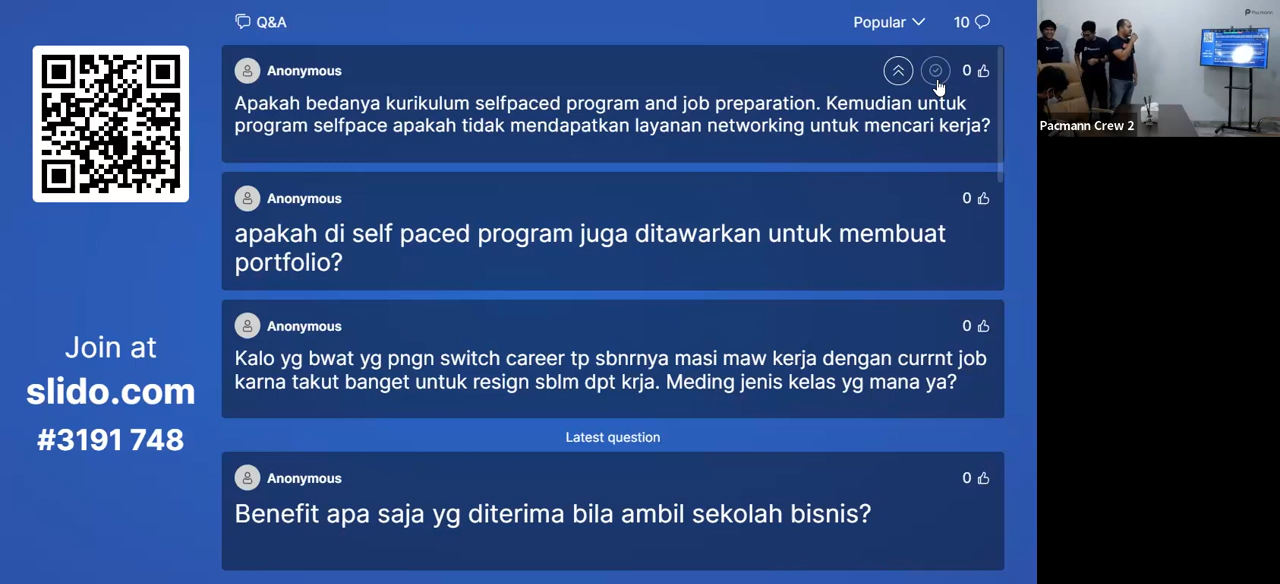 Q&A
Popular
10
Anonymous
0
Apakah bedanya kurikulum selfpaced program and job preparation. Kemudian untuk
program selfpace apakah tidak mendapatkan layanan networking untuk mencari kerja?
Anonymous
0
apakah di self paced program juga ditawarkan untuk membuat
portfolio?
Anonymous
0
Kalo yg bwat yg pngn switch career tp sbnrnya masi maw kerja dengan currnt job
karna takut banget untuk resign sblm dpt krja. Meding jenis kelas yg mana ya?
Latest question
Anonymous
0
Benefit apa saja yg diterima bila ambil sekolah bisnis?
Join at
slido.com
#3191 748
Pacmann
Pacmann Crew 2